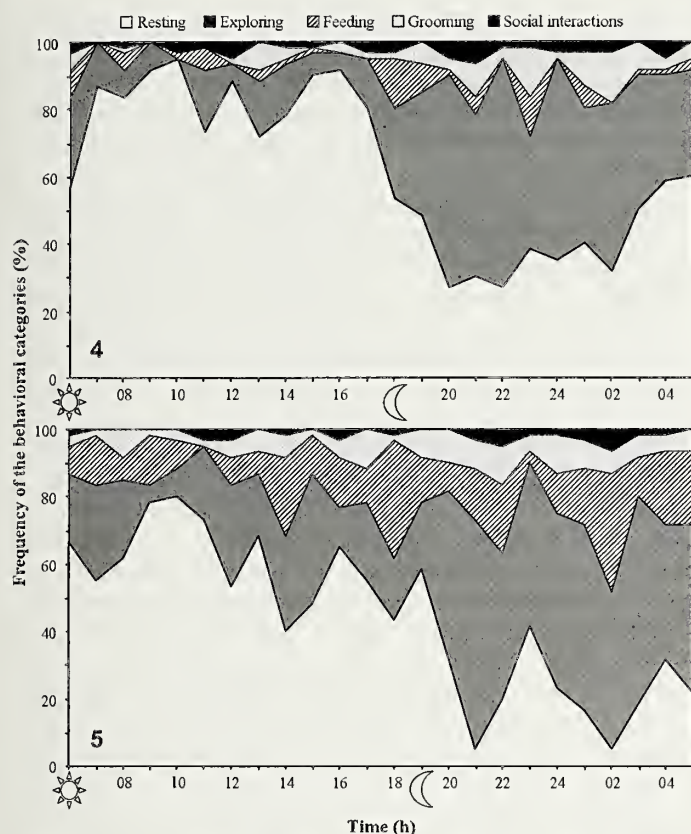 Resting Exploring Feeding Grooming Social interactions
100
80
60
40
20
0
4
08 10 12 14 16 18 20 22 24 02 04
Frequency of the behavioral categories (%)
100
80
60
40
20
0
5
08 10 12 14 16 18 20 22 24 02 04
Time (h)